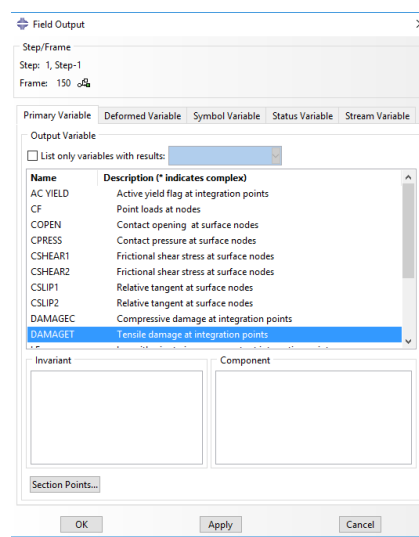 Field Output
Step/Frame
Step: 1, Step-1
Frame: 150
Primary Variable Deformed Variable Symbol Variable Status Variable Stream Variable
Output Variable
List only variables with results:
Name Description (* indicates complex)
AC YIELD Active yield flag at integration points
CF Point loads at nodes
COPEN Contact opening at surface nodes
CPRESS Contact pressure at surface nodes
CSHEAR1 Frictional shear stress at surface nodes
CSHEAR2 Frictional shear stress at surface nodes
CSLIP1 Relative tangent at surface nodes
CSLIP2 Relative tangent at surface nodes
DAMAGEC Compressive damage at integration points
DAMAGET Tensile damage at integration points
Invariant Component
Section Points...
OK Apply Cancel